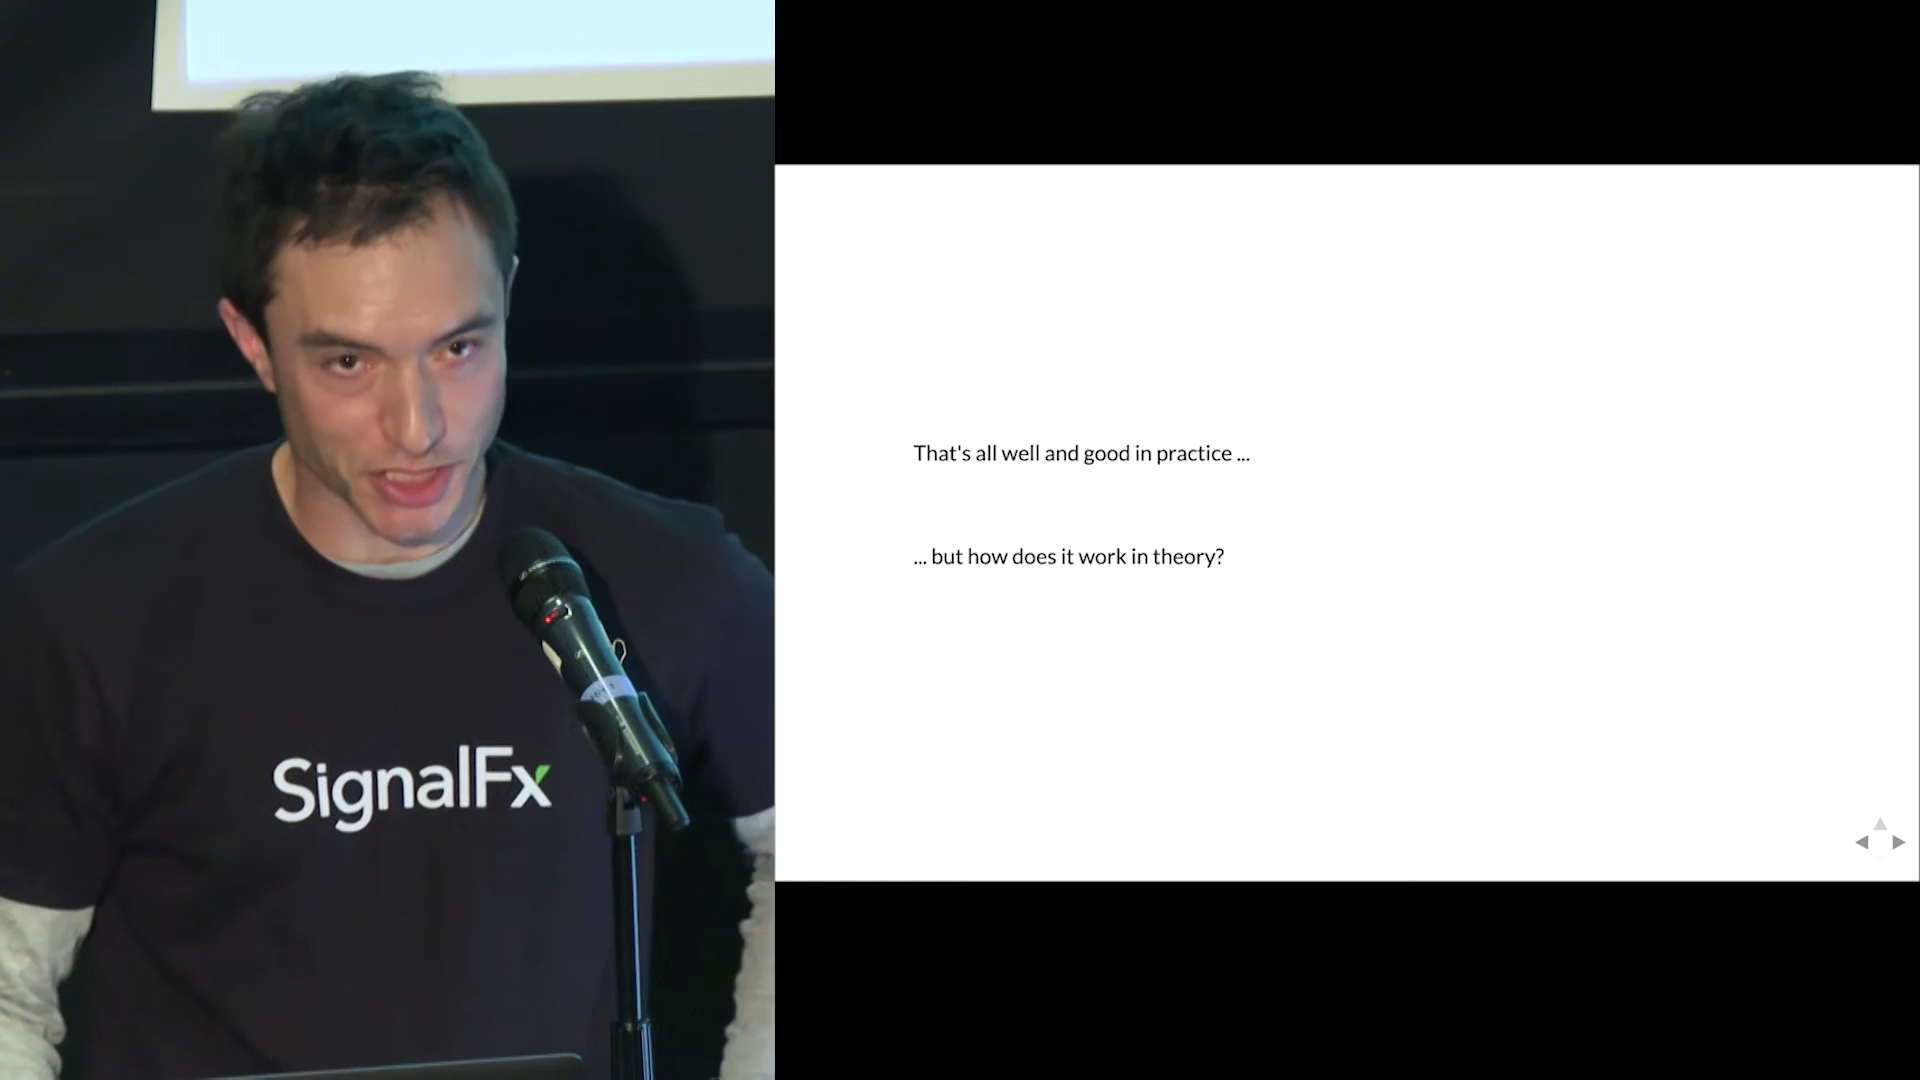 SignalFx
That's all well and good in practice ...
... but how does it work in theory?